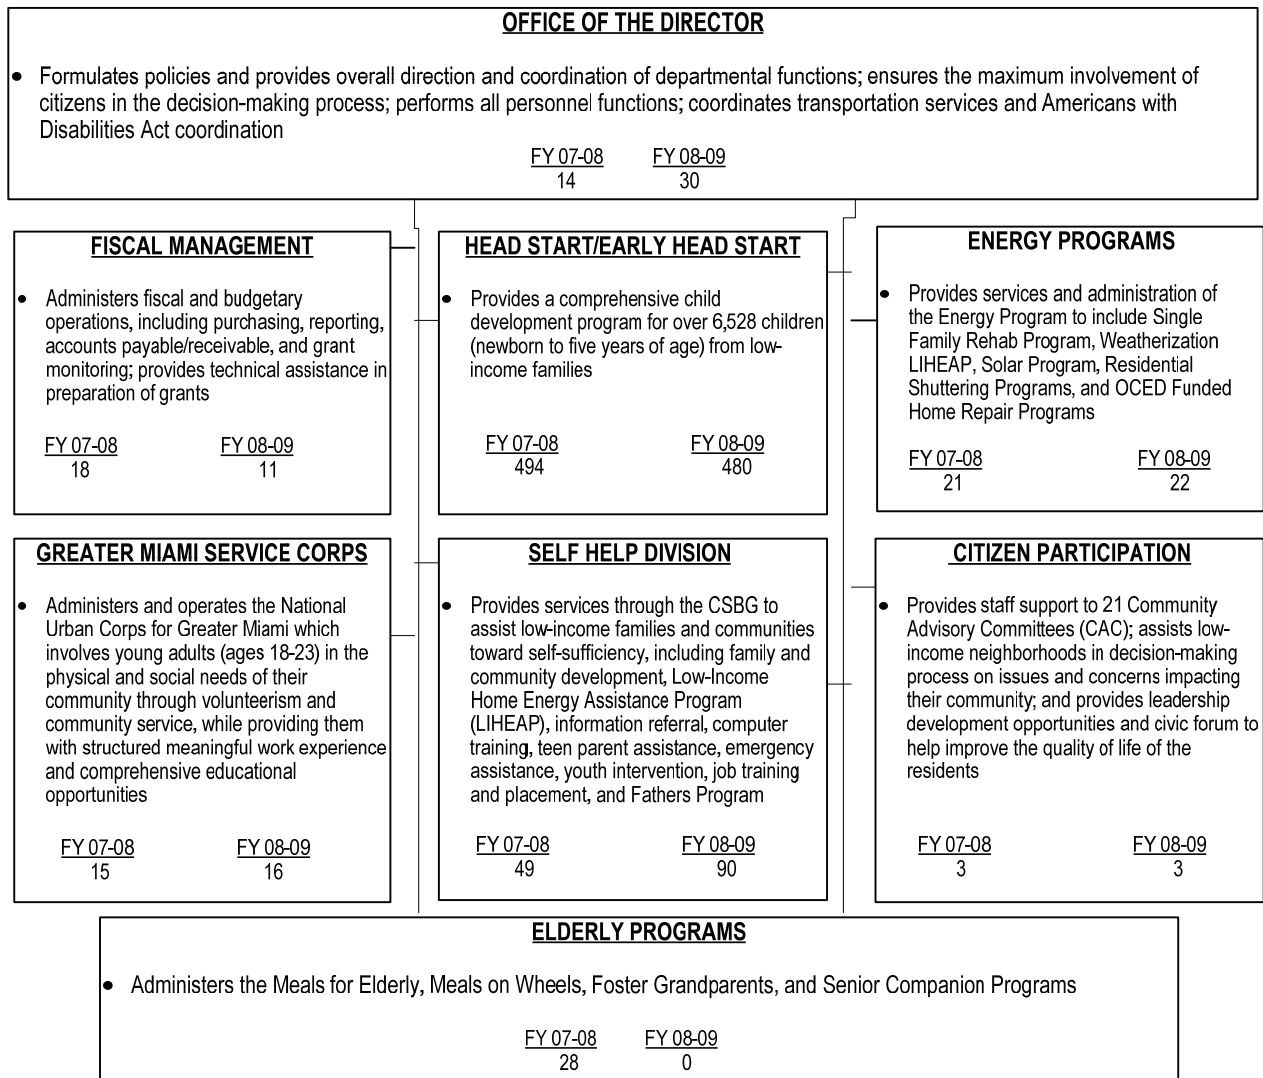 OFFICE OF THE DIRECTOR
• Formulates policies and provides overall direction and coordination of departmental functions; ensures the maximum involvement of
citizens in the decision-making process; performs all personnel functions; coordinates transportation services and Americans with
Disabilities Act coordination
FY 07-08 FY 08-09
14 30
FISCAL MANAGEMENT
• Administers fiscal and budgetary
operations, including purchasing, reporting,
accounts payable/receivable, and grant
monitoring; provides technical assistance in
preparation of grants
FY 07-08 FY 08-09
18 11
HEAD START/EARLY HEAD START
• Provides a comprehensive child
development program for over 6,528 children
(newborn to five years of age) from low-
income families
FY 07-08 FY 08-09
494 480
ENERGY PROGRAMS
• Provides services and administration of
the Energy Program to include Single
Family Rehab Program, Weatherization
LIHEAP, Solar Program, Residential
Shuttering Programs, and OCED Funded
Home Repair Programs
FY 07-08 FY 08-09
21 22
GREATER MIAMI SERVICE CORPS
• Administers and operates the National
Urban Corps for Greater Miami which
involves young adults (ages 18-23) in the
physical and social needs of their
community through volunteerism and
community service, while providing them
with structured meaningful work experience
and comprehensive educational
opportunities
FY 07-08 FY 08-09
15 16
SELF HELP DIVISION
• Provides services through the CSBG to
assist low-income families and communities
toward self-sufficiency, including family and
community development, Low-Income
Home Energy Assistance Program
(LIHEAP), information referral, computer
training, teen parent assistance, emergency
assistance, youth intervention, job training
and placement, and Fathers Program
FY 07-08 FY 08-09
49 90
CITIZEN PARTICIPATION
• Provides staff support to 21 Community
Advisory Committees (CAC); assists low-
income neighborhoods in decision-making
process on issues and concerns impacting
their community; and provides leadership
development opportunities and civic forum to
help improve the quality of life of the
residents
FY 07-08 FY 08-09
3 3
ELDERLY PROGRAMS
• Administers the Meals for Elderly, Meals on Wheels, Foster Grandparents, and Senior Companion Programs
FY 07-08 FY 08-09
28 0